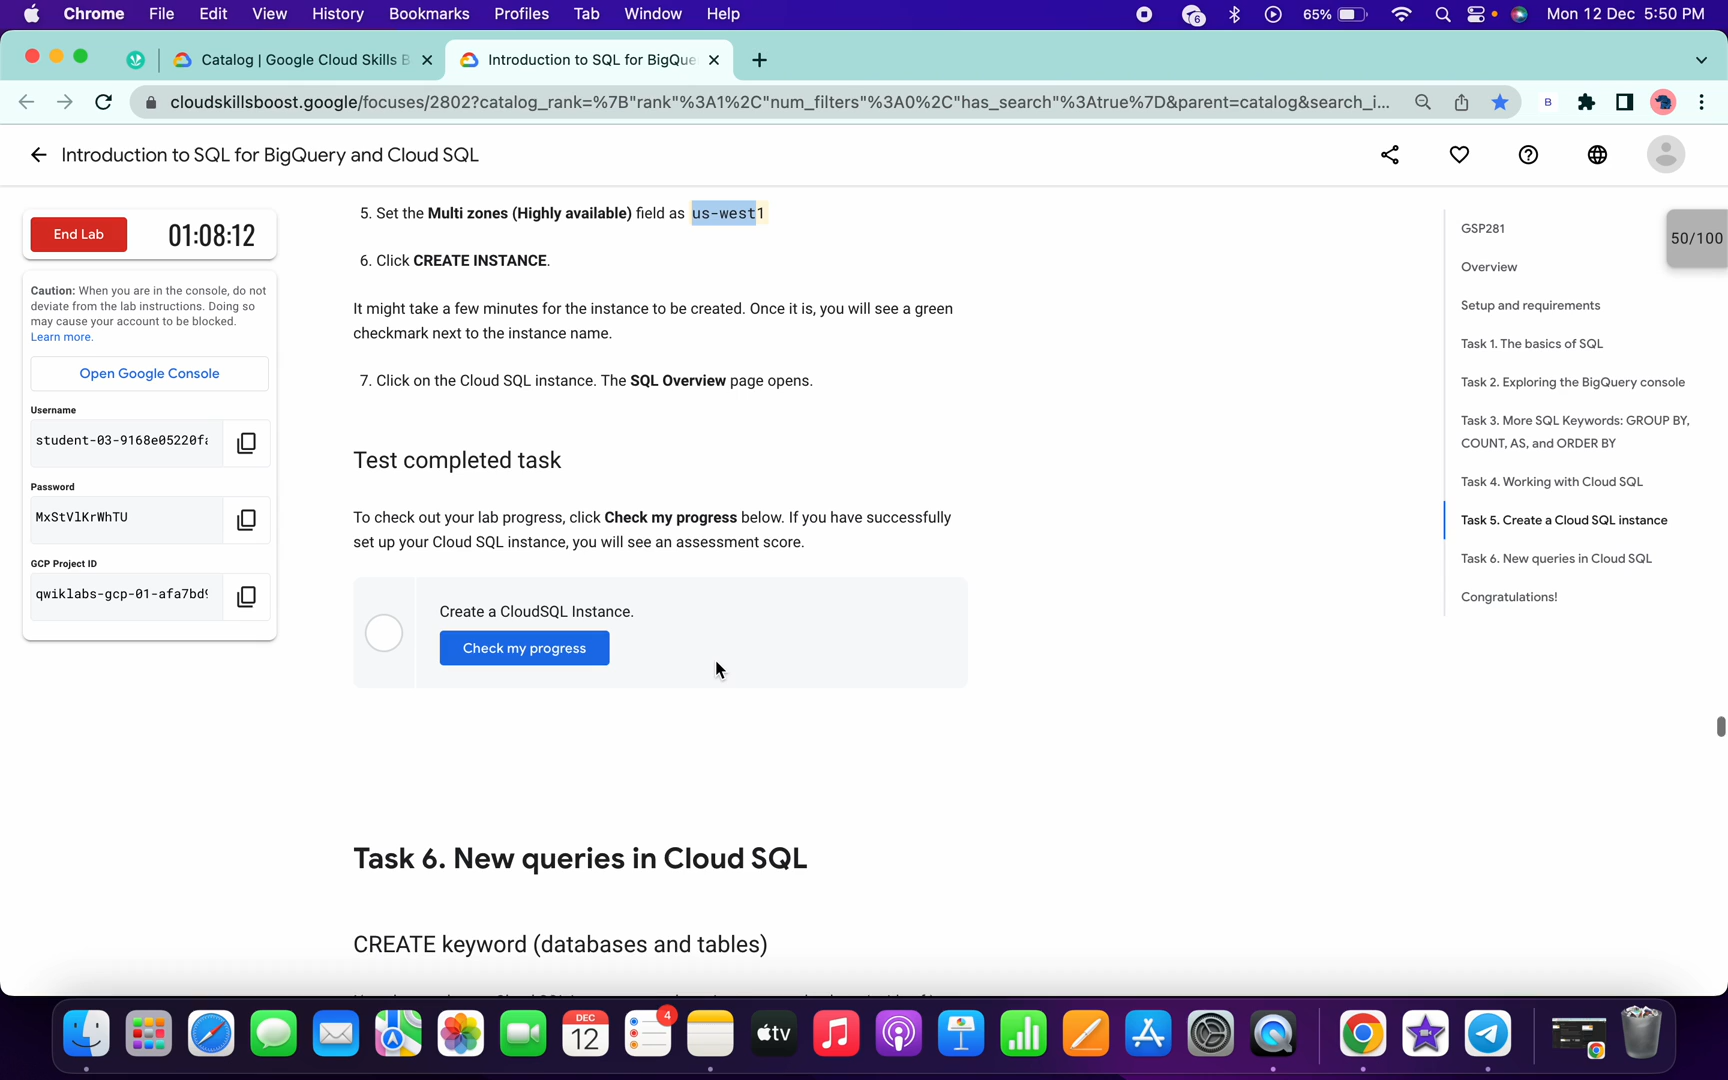 Chrome File Edit View History Bookmarks Profiles Tab Window Help
6 65% Mon 12 Dec 5:50 PM
Catalog | Google Cloud Skills B
Introduction to SQL for BigQue
cloudskillsboost.google/focuses/2802?catalog_rank=%7B"rank"%3A1%2C"num_filters"%3A0%2C"has_search"%3Atrue%7D&parent=catalog&search_i...
B
Introduction to SQL for BigQuery and Cloud SQL
End Lab
01:08:12
Caution: When you are in the console, do not
deviate from the lab instructions. Doing so
may cause your account to be blocked.
Learn more.
Open Google Console
Username
student-03-9168e05220fa
Password
MxStVlKrWhTU
GCP Project ID
qwiklabs-gcp-01-afa7bd9
5. Set the Multi zones (Highly available) field as us-west1
6. Click CREATE INSTANCE.
It might take a few minutes for the instance to be created. Once it is, you will see a green
checkmark next to the instance name.
7. Click on the Cloud SQL instance. The SQL Overview page opens.
Test completed task
To check out your lab progress, click Check my progress below. If you have successfully
set up your Cloud SQL instance, you will see an assessment score.
Create a CloudSQL Instance.
Check my progress
Task 6. New queries in Cloud SQL
CREATE keyword (databases and tables)
GSP281
50/100
Overview
Setup and requirements
Task 1. The basics of SQL
Task 2. Exploring the BigQuery console
Task 3. More SQL Keywords: GROUP BY,
COUNT, AS, and ORDER BY
Task 4. Working with Cloud SQL
Task 5. Create a Cloud SQL instance
Task 6. New queries in Cloud SQL
Congratulations!
DEC
12
4
tv